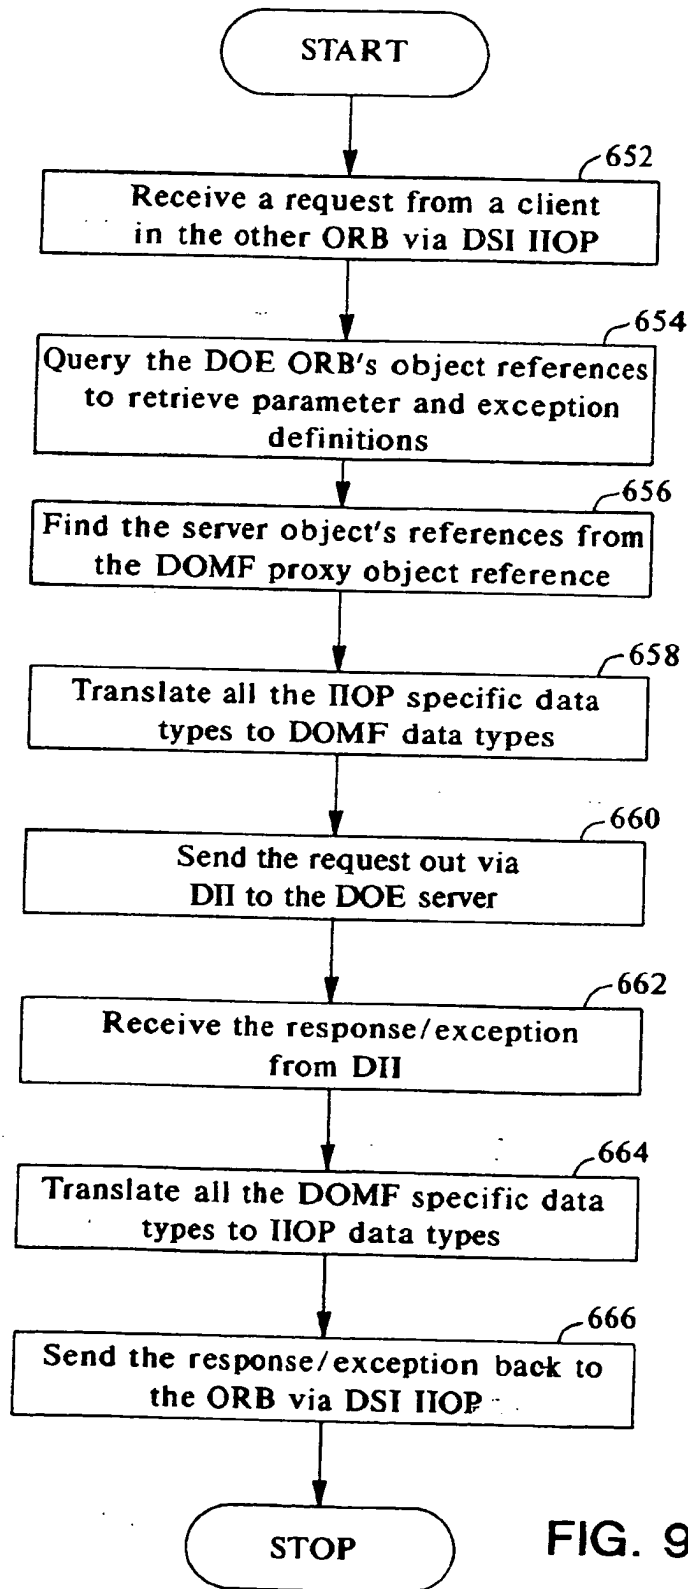 START
652
Receive a request from a client
in the other ORB via DSI IIOP
654
Query the DOE ORB's object references
to retrieve parameter and exception
definitions
656
Find the server object's references from
the DOMF proxy object reference
658
Translate all the IIOP specific data
types to DOMF data types
660
Send the request out via
DII to the DOE server
662
Receive the response/exception
from DII
664
Translate all the DOMF specific data
types to IIOP data types
666
Send the response/exception back to
the ORB via DSI IIOP
STOP
FIG. 9